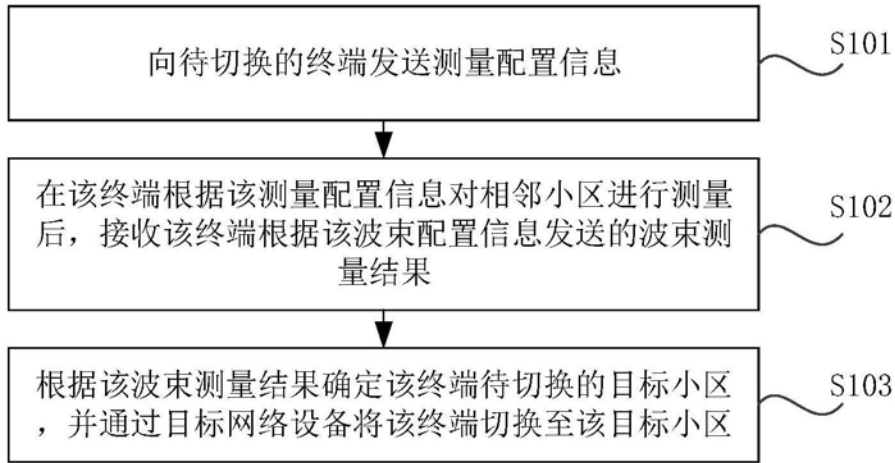 向待切换的终端发送测量配置信息
S101
在该终端根据该测量配置信息对相邻小区进行测量
后，接收该终端根据该波束配置信息发送的波束测
量结果
S102
根据该波束测量结果确定该终端待切换的目标小区
，并通过目标网络设备将该终端切换至该目标小区
S103